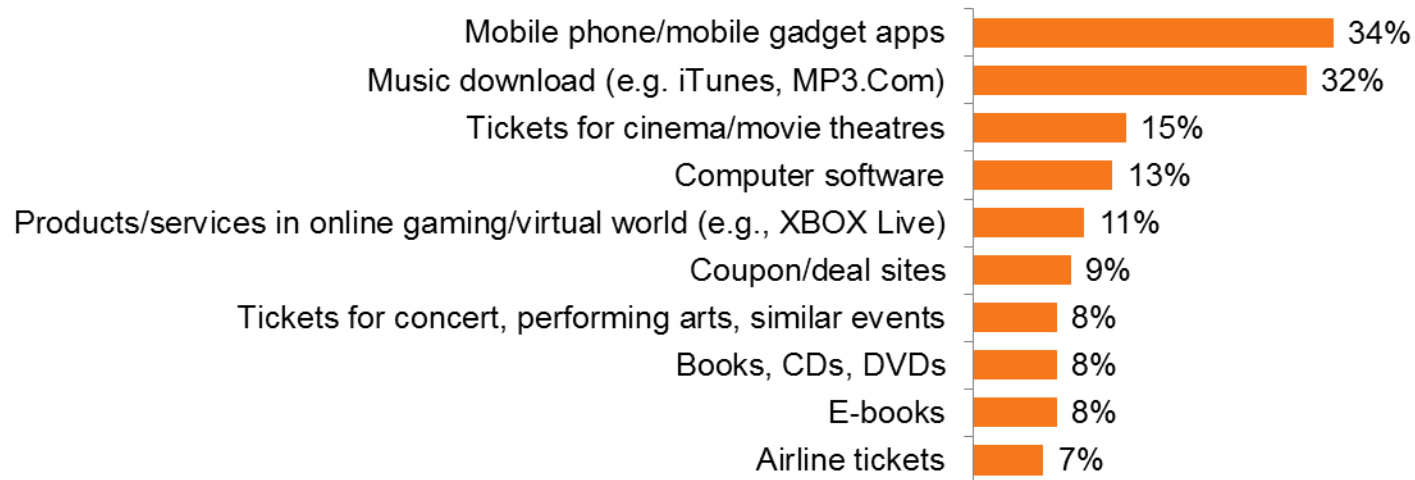 Mobile phone/mobile gadget apps 34%
Music download (e.g. iTunes, MP3.Com) 32%
Tickets for cinema/movie theatres 15%
Computer software 13%
Products/services in online gaming/virtual world (e.g., XBOX Live) 11%
Coupon/deal sites 9%
Tickets for concert, performing arts, similar events 8%
Books, CDs, DVDs 8%
E-books 8%
Airline tickets 7%